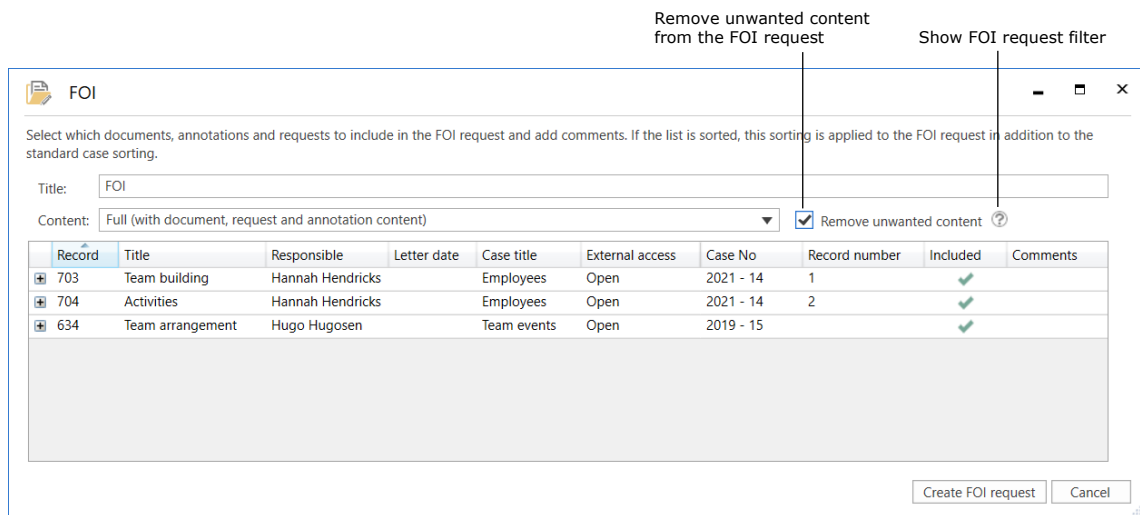 Remove unwanted content
from the FOI request
Show FOI request filter
FOI
Select which documents, annotations and requests to include in the FOI request and add comments. If the list is sorted, this sorting is applied to the FOI request in addition to the
standard case sorting.
Title: FOI
Content: Full (with document, request and annotation content) Remove unwanted content ?
Record Title Responsible Letter date Case title External access Case No Record number Included Comments
703 Team building Hannah Hendricks Employees Open 2021 - 14 1
704 Activities Hannah Hendricks Employees Open 2021 - 14 2
634 Team arrangement Hugo Hugosen Team events Open 2019 - 15
Create FOI request Cancel